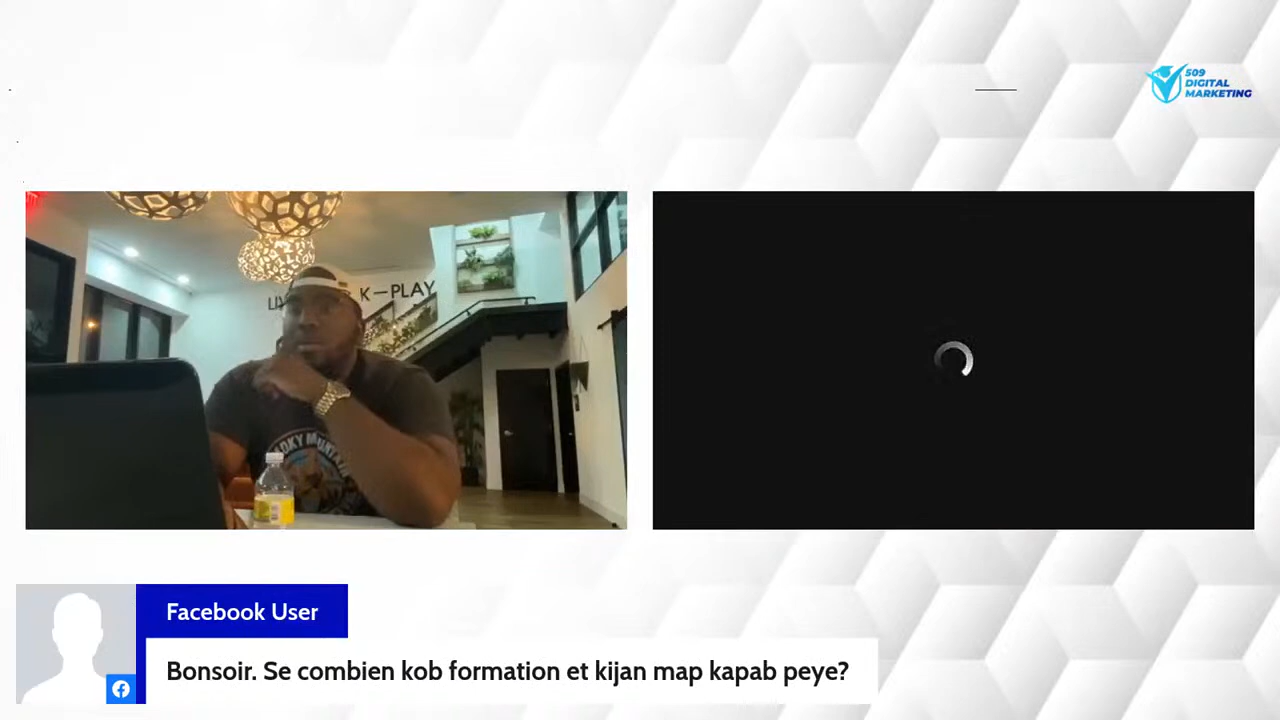 509
DIGITAL
MARKETING
K–PLAY
Facebook User
Bonsoir. Se combien kob formation et kijan map kapab peye?